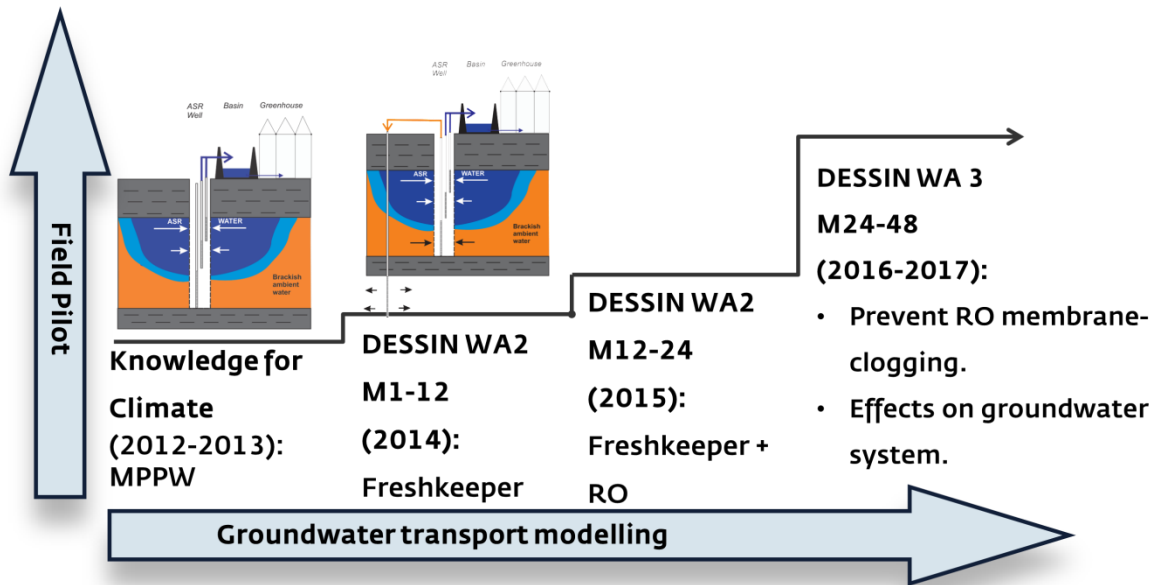 Field Pilot
ASR
Well
Basin
Greenhouse
ASR
WATER
Brackish
ambient
water
ASR
Well
Basin
Greenhouse
ASR
WATER
Brackish
ambient
water
Knowledge for
Climate
(2012-2013):
MPPW
DESSIN WA2
M1-12
(2014):
Freshkeeper
DESSIN WA2
M12-24
(2015):
Freshkeeper +
RO
DESSIN WA 3
M24-48
(2016-2017):
• Prevent RO membrane-
clogging.
• Effects on groundwater
system.
Groundwater transport modelling